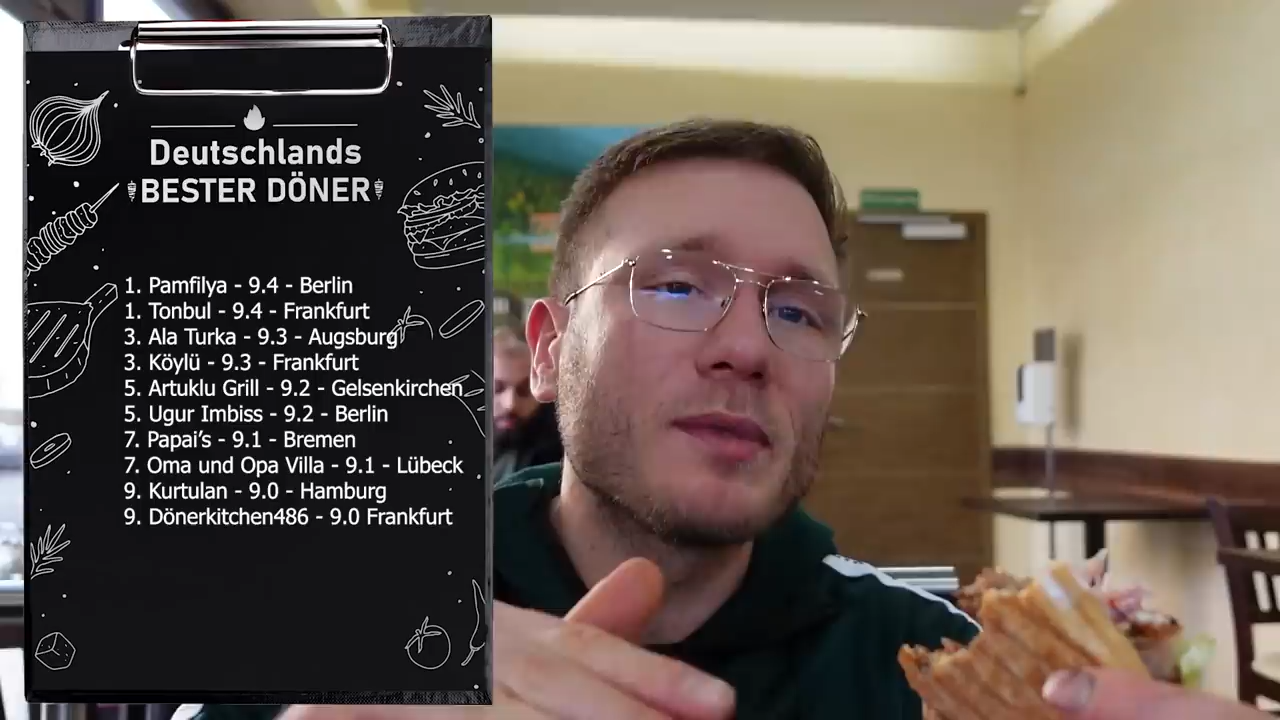 Deutschlands
BESTER DÖNER
1. Pamfilya - 9.4 - Berlin
1. Tonbul - 9.4 - Frankfurt
3. Ala Turka - 9.3 - Augsburg
3. Köylü - 9.3 - Frankfurt
5. Artuklu Grill - 9.2 - Gelsenkirchen
5. Ugur Imbiss - 9.2 - Berlin
7. Papai's - 9.1 - Bremen
7. Oma und Opa Villa - 9.1 - Lübeck
9. Kurtulan - 9.0 - Hamburg
9. Dönerkitchen486 - 9.0 Frankfurt